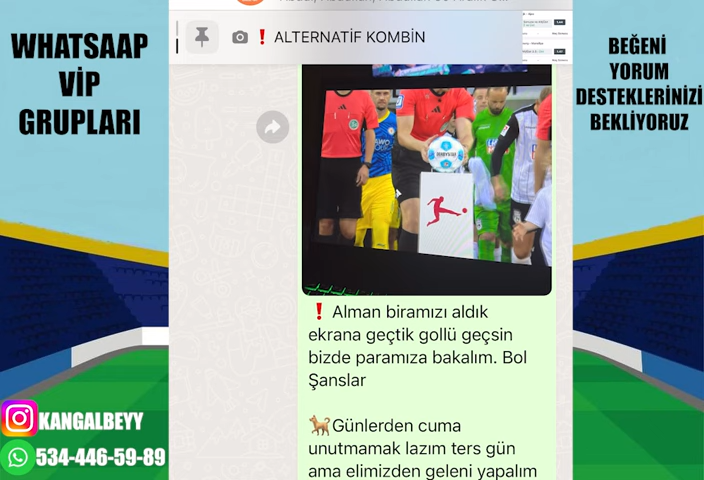 WHATSAAP
VİP
GRUPLARI
❗ ALTERNATİF KOMBİN
BEĞENİ
YORUM
DESTEKLERİNİZİ
BEKLİYORUZ
❗ Alman biramızı aldık
ekrana geçtik gollü geçsin
bizde paramıza bakalım. Bol
Şanslar
🐕Günlerden cuma
unutmamak lazım ters gün
ama elimizden geleni yapalım
KANGALBEYY
534-446-59-89